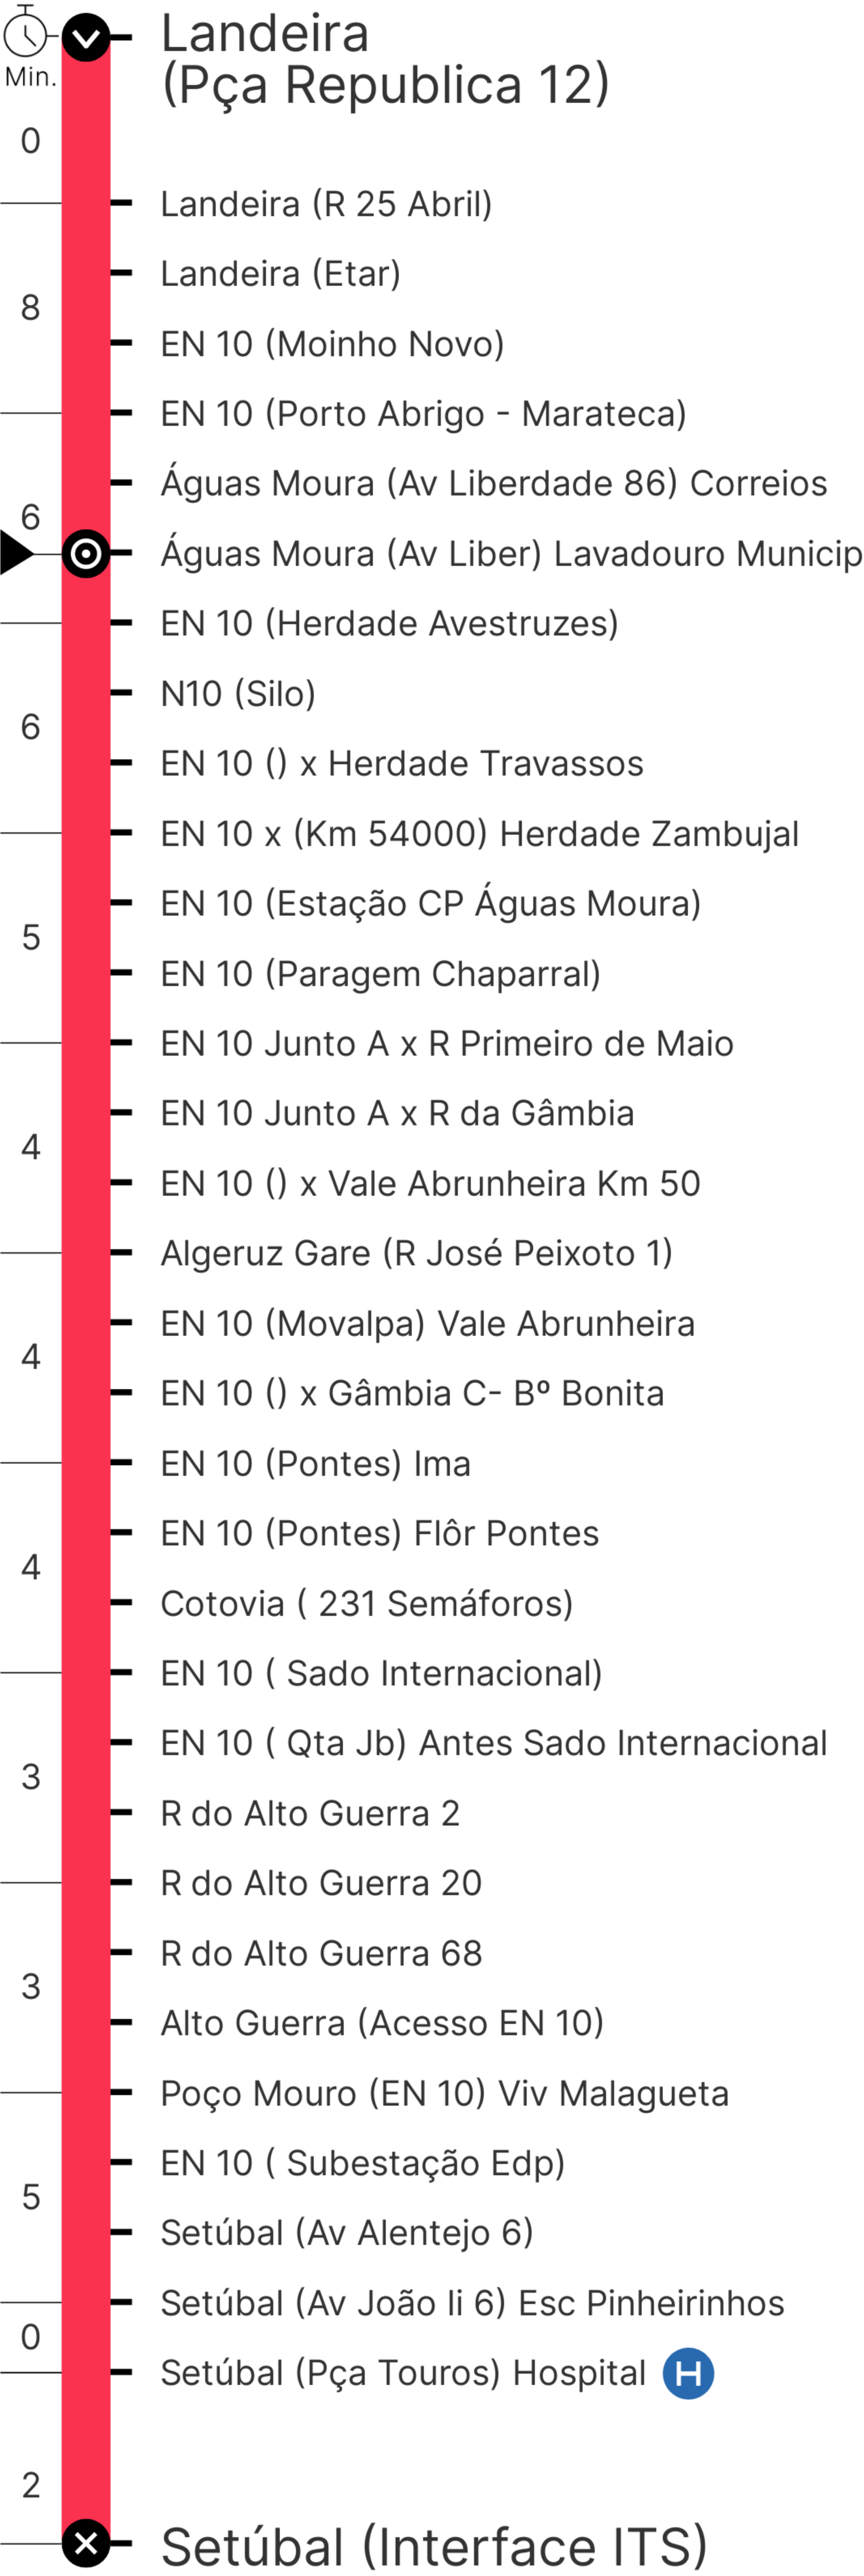 Min.
Landeira
(Pça Republica 12)
0
Landeira (R 25 Abril)
Landeira (Etar)
8
EN 10 (Moinho Novo)
EN 10 (Porto Abrigo - Marateca)
Águas Moura (Av Liberdade 86) Correios
6
Águas Moura (Av Liber) Lavadouro Municip
EN 10 (Herdade Avestruzes)
N10 (Silo)
6
EN 10 () x Herdade Travassos
EN 10 x (Km 54000) Herdade Zambujal
EN 10 (Estação CP Águas Moura)
5
EN 10 (Paragem Chaparral)
EN 10 Junto A x R Primeiro de Maio
EN 10 Junto A x R da Gâmbia
4
EN 10 () x Vale Abrunheira Km 50
Algeruz Gare (R José Peixoto 1)
EN 10 (Movalpa) Vale Abrunheira
4
EN 10 () x Gâmbia C- Bº Bonita
EN 10 (Pontes) Ima
EN 10 (Pontes) Flôr Pontes
4
Cotovia ( 231 Semáforos)
EN 10 ( Sado Internacional)
EN 10 ( Qta Jb) Antes Sado Internacional
3
R do Alto Guerra 2
R do Alto Guerra 20
R do Alto Guerra 68
3
Alto Guerra (Acesso EN 10)
Poço Mouro (EN 10) Viv Malagueta
EN 10 ( Subestação Edp)
5
Setúbal (Av Alentejo 6)
Setúbal (Av João Ii 6) Esc Pinheirinhos
0
Setúbal (Pça Touros) Hospital H
2
Setúbal (Interface ITS)